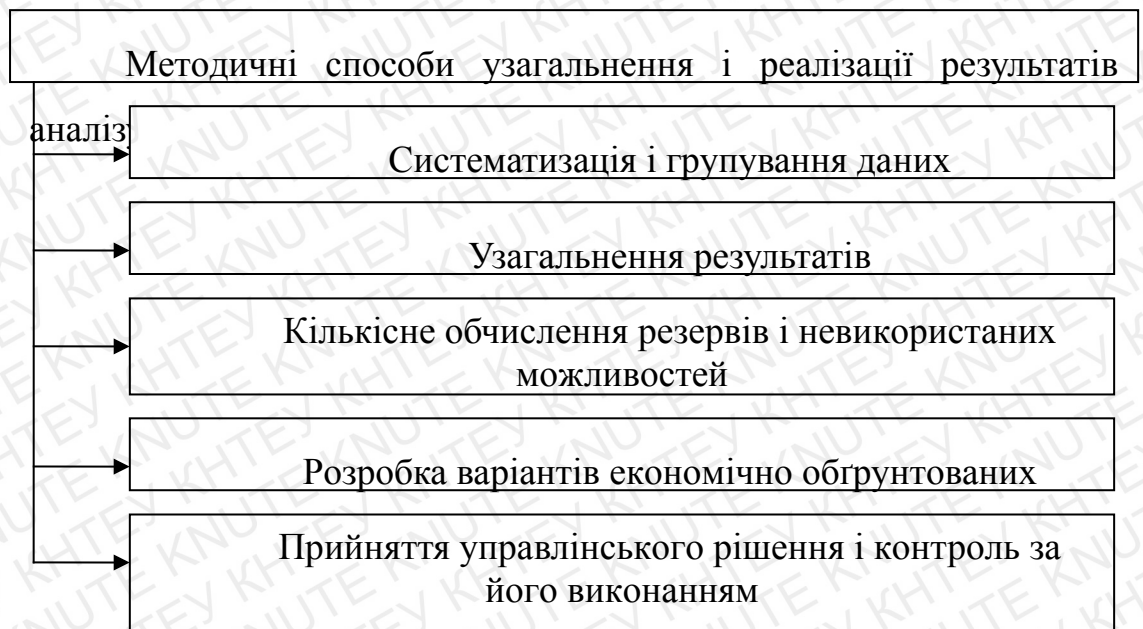 Методичні способи узагальнення і реалізації результатів
аналізу
Систематизація і групування даних
Узагальнення результатів
Кількісне обчислення резервів і невикористаних
можливостей
Розробка варіантів економічно обґрунтованих
Прийняття управлінського рішення і контроль за
його виконанням